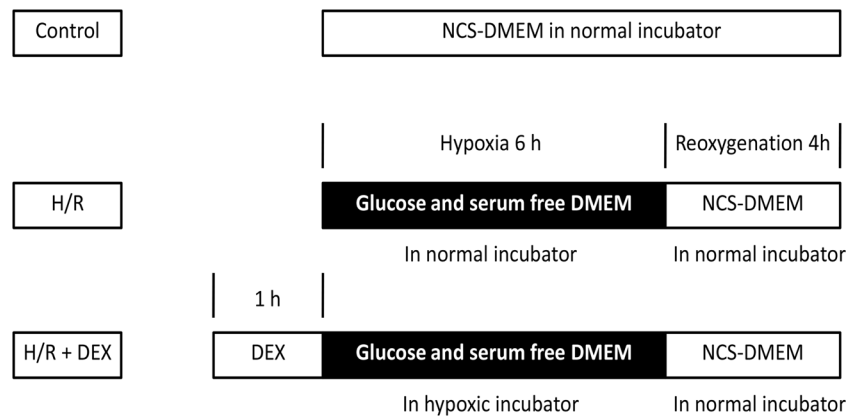 Control
NCS-DMEM in normal incubator
Hypoxia 6 h
Reoxygenation 4h
H/R
Glucose and serum free DMEM
NCS-DMEM
In normal incubator
In normal incubator
1 h
H/R + DEX
DEX
Glucose and serum free DMEM
NCS-DMEM
In hypoxic incubator
In normal incubator